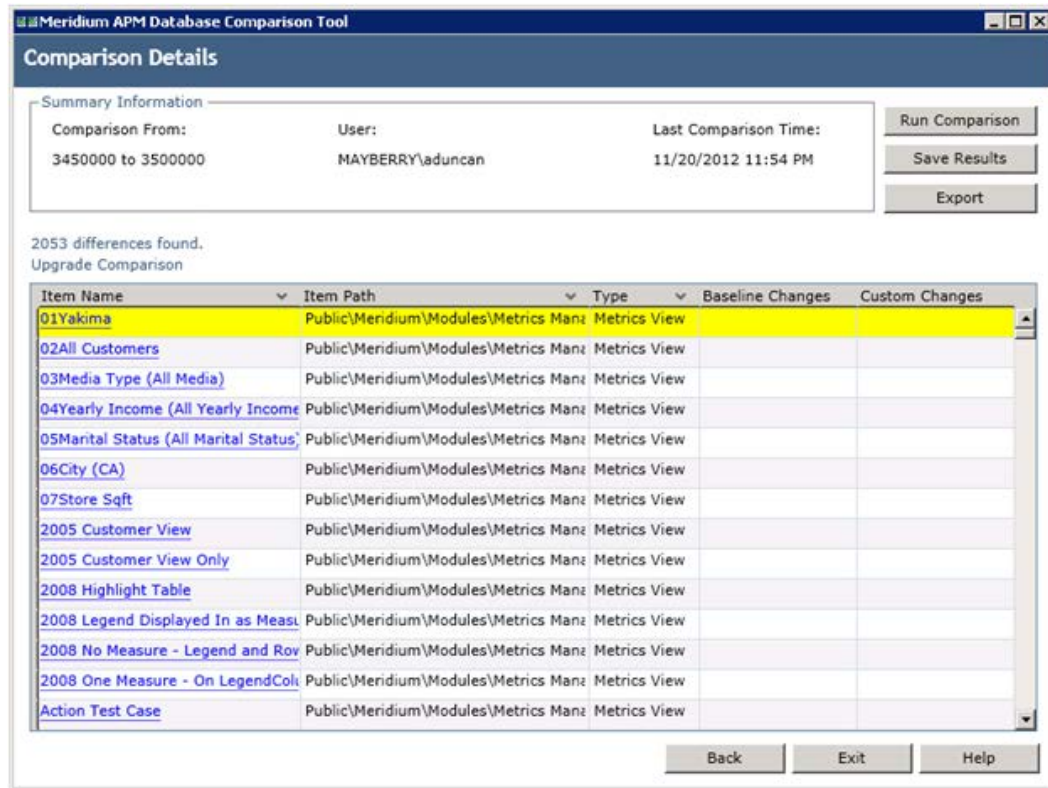 Meridium APM Database Comparison Tool
Comparison Details
Summary Information
Comparison From: User: Last Comparison Time:
3450000 to 3500000 MAYBERRY\aduncan 11/20/2012 11:54 PM
Run Comparison
Save Results
Export
2053 differences found.
Upgrade Comparison
Item Name Item Path Type Baseline Changes Custom Changes
01Yakima Public\Meridium\Modules\Metrics Mana Metrics View
02All Customers Public\Meridium\Modules\Metrics Mana Metrics View
03Media Type (All Media) Public\Meridium\Modules\Metrics Mana Metrics View
04Yearly Income (All Yearly Income Public\Meridium\Modules\Metrics Mana Metrics View
05Marital Status (All Marital Status) Public\Meridium\Modules\Metrics Mana Metrics View
06City (CA) Public\Meridium\Modules\Metrics Mana Metrics View
07Store Sqft Public\Meridium\Modules\Metrics Mana Metrics View
2005 Customer View Public\Meridium\Modules\Metrics Mana Metrics View
2005 Customer View Only Public\Meridium\Modules\Metrics Mana Metrics View
2008 Highlight Table Public\Meridium\Modules\Metrics Mana Metrics View
2008 Legend Displayed In as Measu Public\Meridium\Modules\Metrics Mana Metrics View
2008 No Measure - Legend and Row Public\Meridium\Modules\Metrics Mana Metrics View
2008 One Measure - On LegendColu Public\Meridium\Modules\Metrics Mana Metrics View
Action Test Case Public\Meridium\Modules\Metrics Mana Metrics View
Back Exit Help